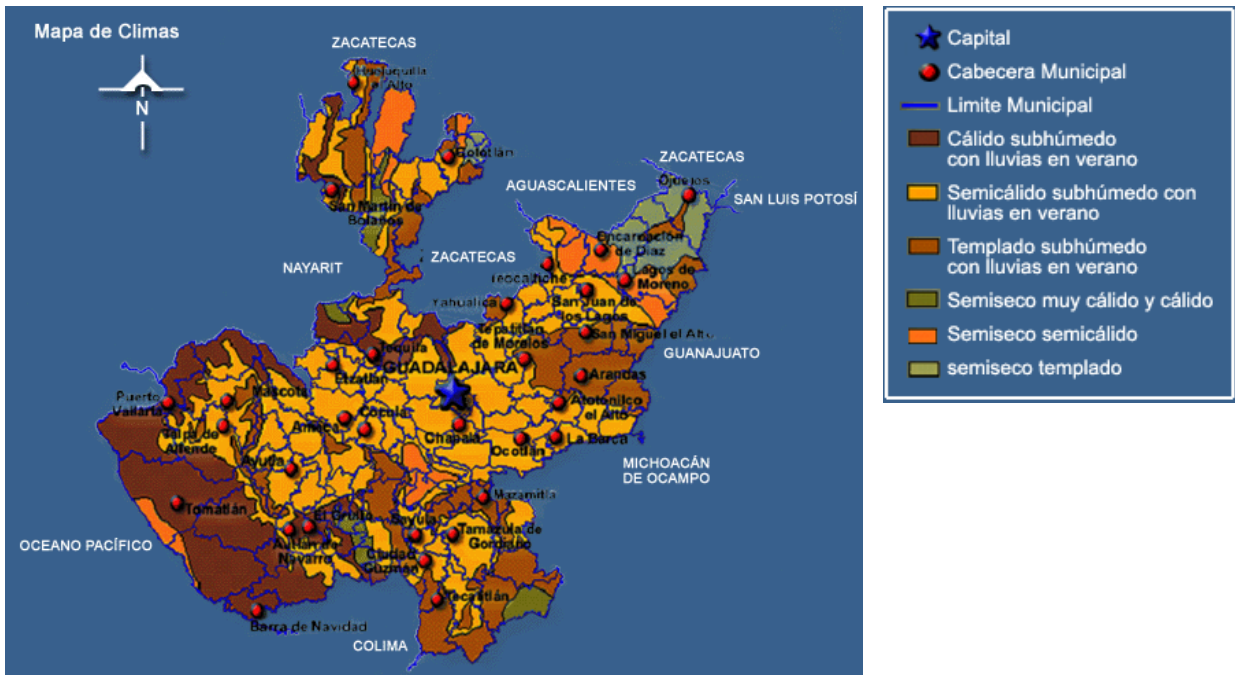 Mapa de Climas
N
ZACATECAS
Huejuquilla
Alto
Colotlán
San Martín de
Bolaños
NAYARIT
ZACATECAS
AGUASCALIENTES
ZACATECAS
Ojuelos
SAN LUIS POTOSÍ
Encarnación
de Díaz
Teocaltiche
Lagos de
Moreno
Yahualica
San Juan de
los Lagos
Tepatitlán
de Morelos
San Miguel el Alto
GUANAJUATO
Tequila
GUADALAJARA
Etzatlán
Arandas
Puerto
Vallarta
Mascota
Atotonilco
el Alto
Cocula
Ameca
Talpa de
Allende
Chapala
Ocotlán
La Barca
Ayutla
MICHOACÁN
DE OCAMPO
Mazamitla
Tomatlán
El Grullo
Sayula
Tamazula de
Gordiano
OCEANO PACÍFICO
Autlán de
Navarro
Ciudad
Guzmán
Tecalitlán
Barra de Navidad
COLIMA
Capital
Cabecera Municipal
Limite Municipal
Cálido subhúmedo
con lluvias en verano
Semicálido subhúmedo con
lluvias en verano
Templado subhúmedo
con lluvias en verano
Semiseco muy cálido y cálido
Semiseco semicálido
semiseco templado